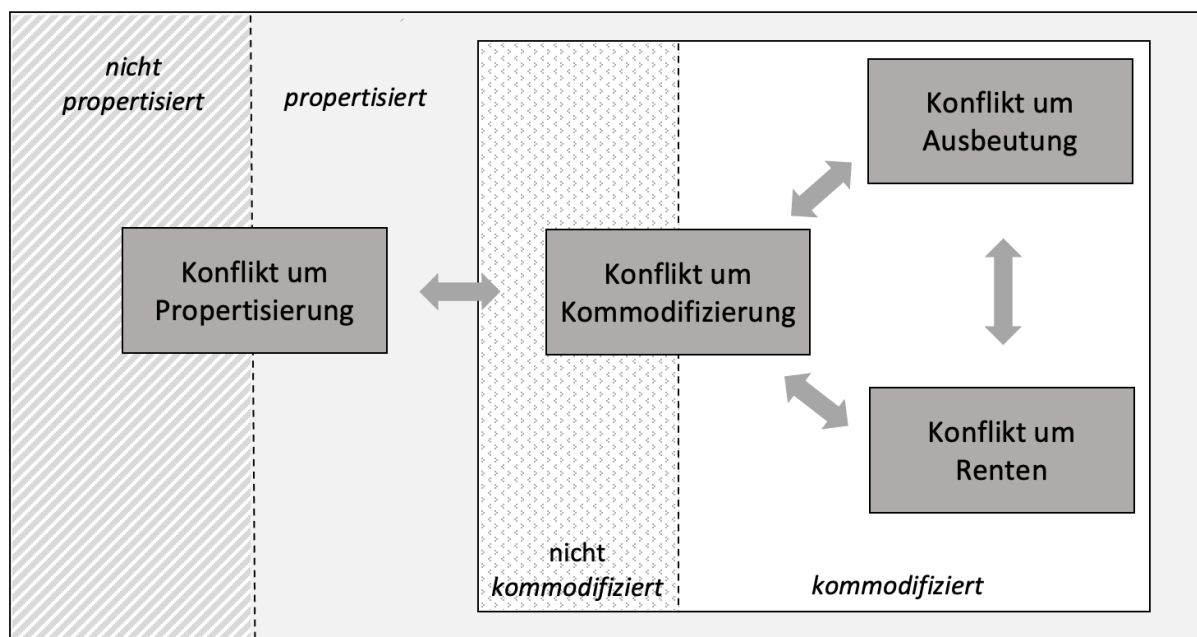 nicht
propertisiert
propertisiert
Konflikt um
Ausbeutung
Konflikt um
Propertisierung
Konflikt um
Kommodifizierung
Konflikt um
Renten
nicht
kommodifiziert
kommodifiziert